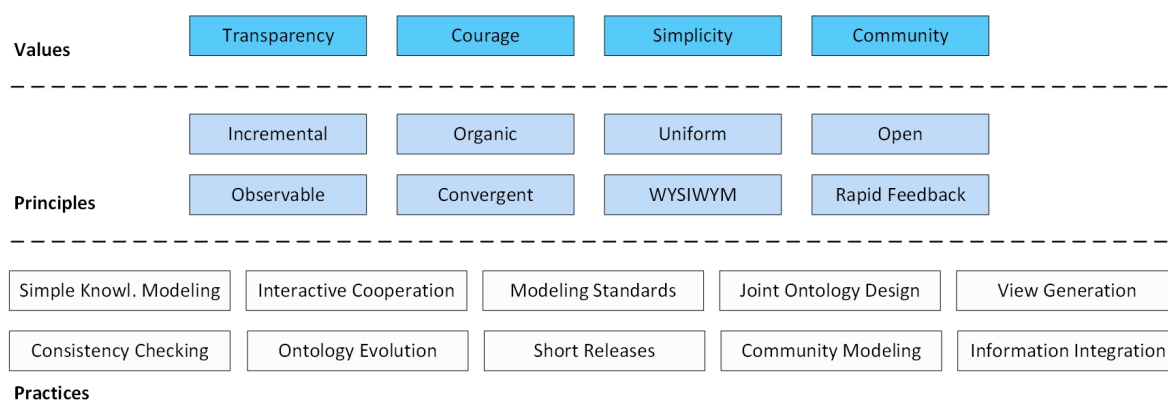 Values
Transparency
Courage
Simplicity
Community
Incremental
Organic
Uniform
Open
Observable
Convergent
WYSIWYM
Rapid Feedback
Principles
Simple Knowl. Modeling
Interactive Cooperation
Modeling Standards
Joint Ontology Design
View Generation
Consistency Checking
Ontology Evolution
Short Releases
Community Modeling
Information Integration
Practices